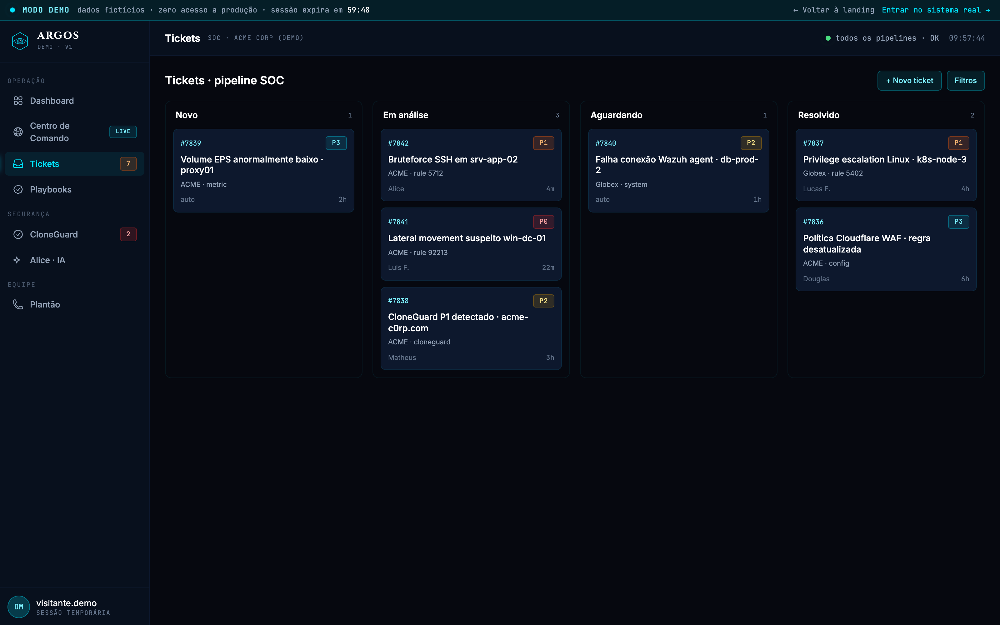 MODO DEMO dados fictícios · zero acesso a produção · sessão expira em 59:48
← Voltar à landing Entrar no sistema real →
ARGOS
DEMO · V1
OPERAÇÃO
Dashboard
Centro de
Comando
LIVE
Tickets 7
Playbooks
SEGURANÇA
CloneGuard 2
Alice · IA
EQUIPE
Plantão
DM
visitante.demo
SESSÃO TEMPORÁRIA
Tickets SOC · ACME CORP (DEMO)
todos os pipelines · OK 09:57:44
Tickets · pipeline SOC
+ Novo ticket Filtros
Novo 1
#7839 P3
Volume EPS anormalmente baixo ·
proxy01
ACME · metric
auto 2h
Em análise 3
#7842 P1
Bruteforce SSH em srv-app-02
ACME · rule 5712
Alice 4m
#7841 P0
Lateral movement suspeito win-dc-01
ACME · rule 92213
Luis F. 22m
#7838 P2
CloneGuard P1 detectado · acme-
c0rp.com
ACME · cloneguard
Matheus 3h
Aguardando 1
#7840 P2
Falha conexão Wazuh agent · db-prod-
2
Globex · system
auto 1h
Resolvido 2
#7837 P1
Privilege escalation Linux · k8s-node-3
Globex · rule 5402
Lucas F. 4h
#7836 P3
Política Cloudflare WAF · regra
desatualizada
ACME · config
Douglas 6h